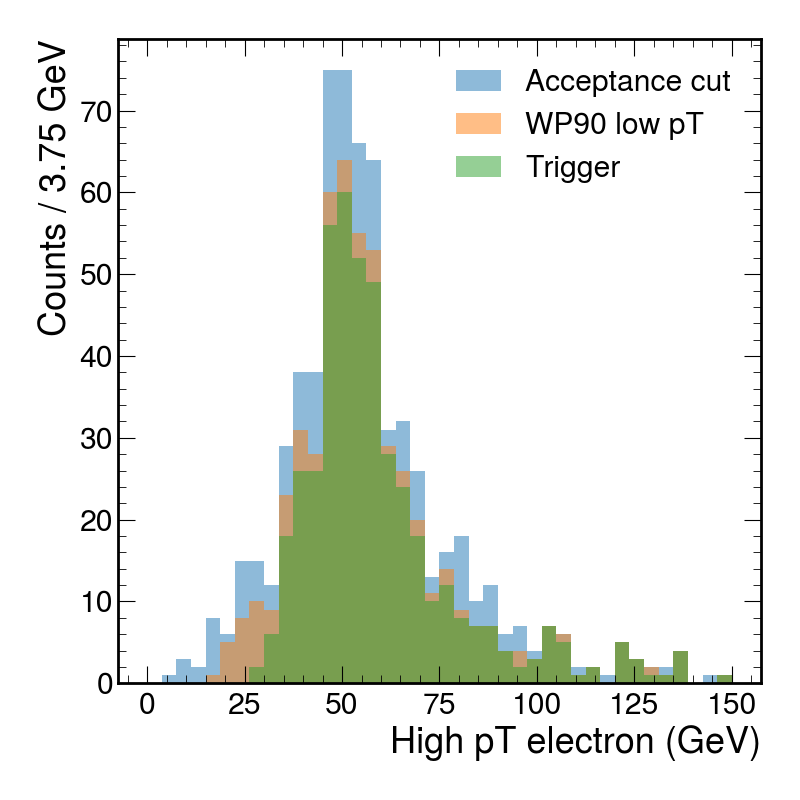 Counts / 3.75 GeV
70
60
50
40
30
20
10
0
Acceptance cut
WP90 low pT
Trigger
0 25 50 75 100 125 150
High pT electron (GeV)